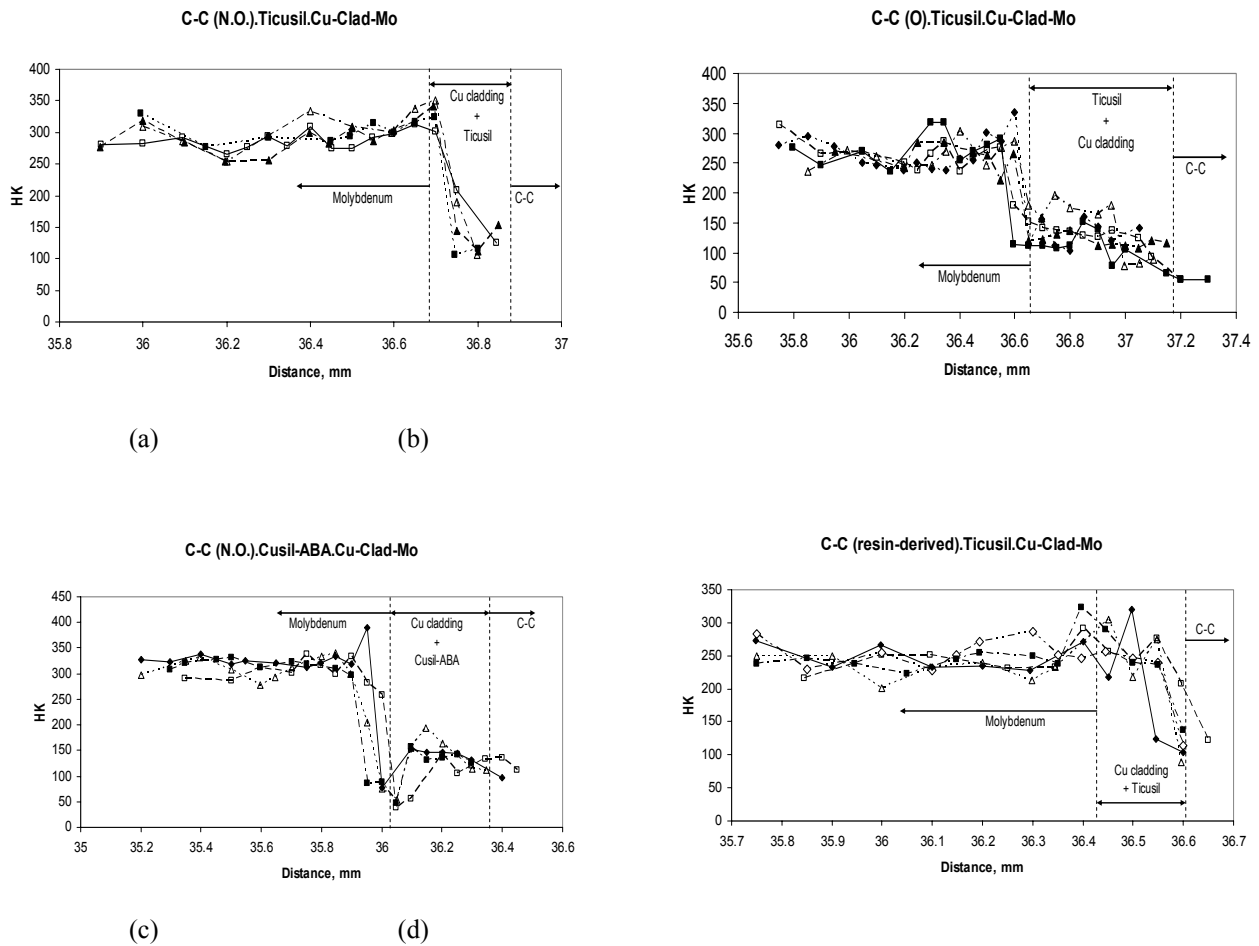 C-C (N.O.).Ticusil.Cu-Clad-Mo
400
350
300
250
200
150
100
50
0
HK
Cu cladding
+
Ticusil
Molybdenum
C-C
35.8 36 36.2 36.4 36.6 36.8 37
Distance, mm
C-C (O).Ticusil.Cu-Clad-Mo
400
350
300
250
200
150
100
50
0
HK
Ticusil
+
Cu cladding
C-C
Molybdenum
35.6 35.8 36 36.2 36.4 36.6 36.8 37 37.2 37.4
Distance, mm
(a) (b)
C-C (N.O.).Cusil-ABA.Cu-Clad-Mo
450
400
350
300
250
200
150
100
50
0
HK
Molybdenum
Cu cladding
+
Cusil-ABA
C-C
35 35.2 35.4 35.6 35.8 36 36.2 36.4 36.6
Distance, mm
C-C (resin-derived).Ticusil.Cu-Clad-Mo
350
300
250
200
150
100
50
0
HK
C-C
Molybdenum
Cu cladding
+ Ticusil
35.7 35.8 35.9 36 36.1 36.2 36.3 36.4 36.5 36.6 36.7
Distance, mm
(c) (d)